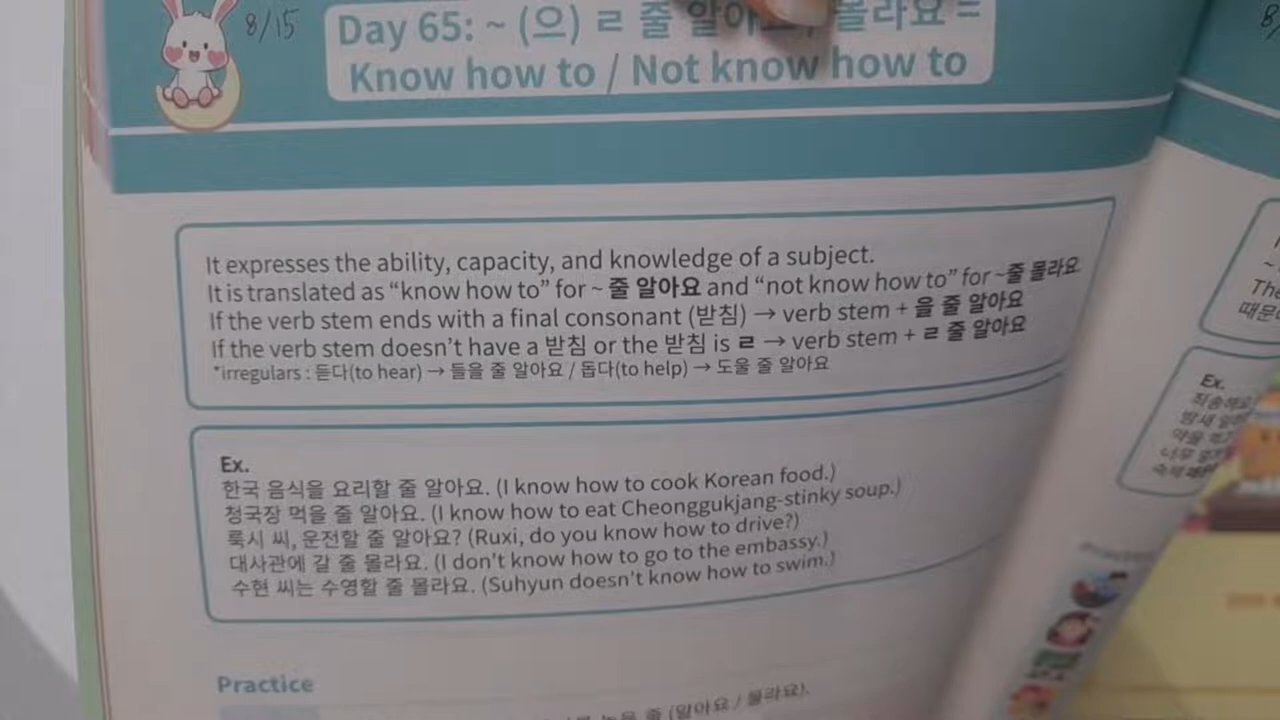 8/15
Day 65: ~ (으) ㄹ 줄 알아요 / 몰라요 =
Know how to / Not know how to
It expresses the ability, capacity, and knowledge of a subject.
It is translated as “know how to” for ~ 줄 알아요 and “not know how to” for ~줄 몰라요
If the verb stem ends with a final consonant (받침) → verb stem + 을 줄 알아요
If the verb stem doesn’t have a 받침 or the 받침 is ㄹ → verb stem + ㄹ 줄 알아요
*irregulars : 듣다(to hear) → 들을 줄 알아요 / 돕다(to help) → 도울 줄 알아요
Ex.
한국 음식을 요리할 줄 알아요. (I know how to cook Korean food.)
청국장 먹을 줄 알아요. (I know how to eat Cheonggukjang-stinky soup.)
룩시 씨, 운전할 줄 알아요? (Ruxi, do you know how to drive?)
대사관에 갈 줄 몰라요. (I don't know how to go to the embassy.)
수현 씨는 수영할 줄 몰라요. (Suhyun doesn't know how to swim.)
Practice
줄 (알아요 / 몰라요).
Ex.